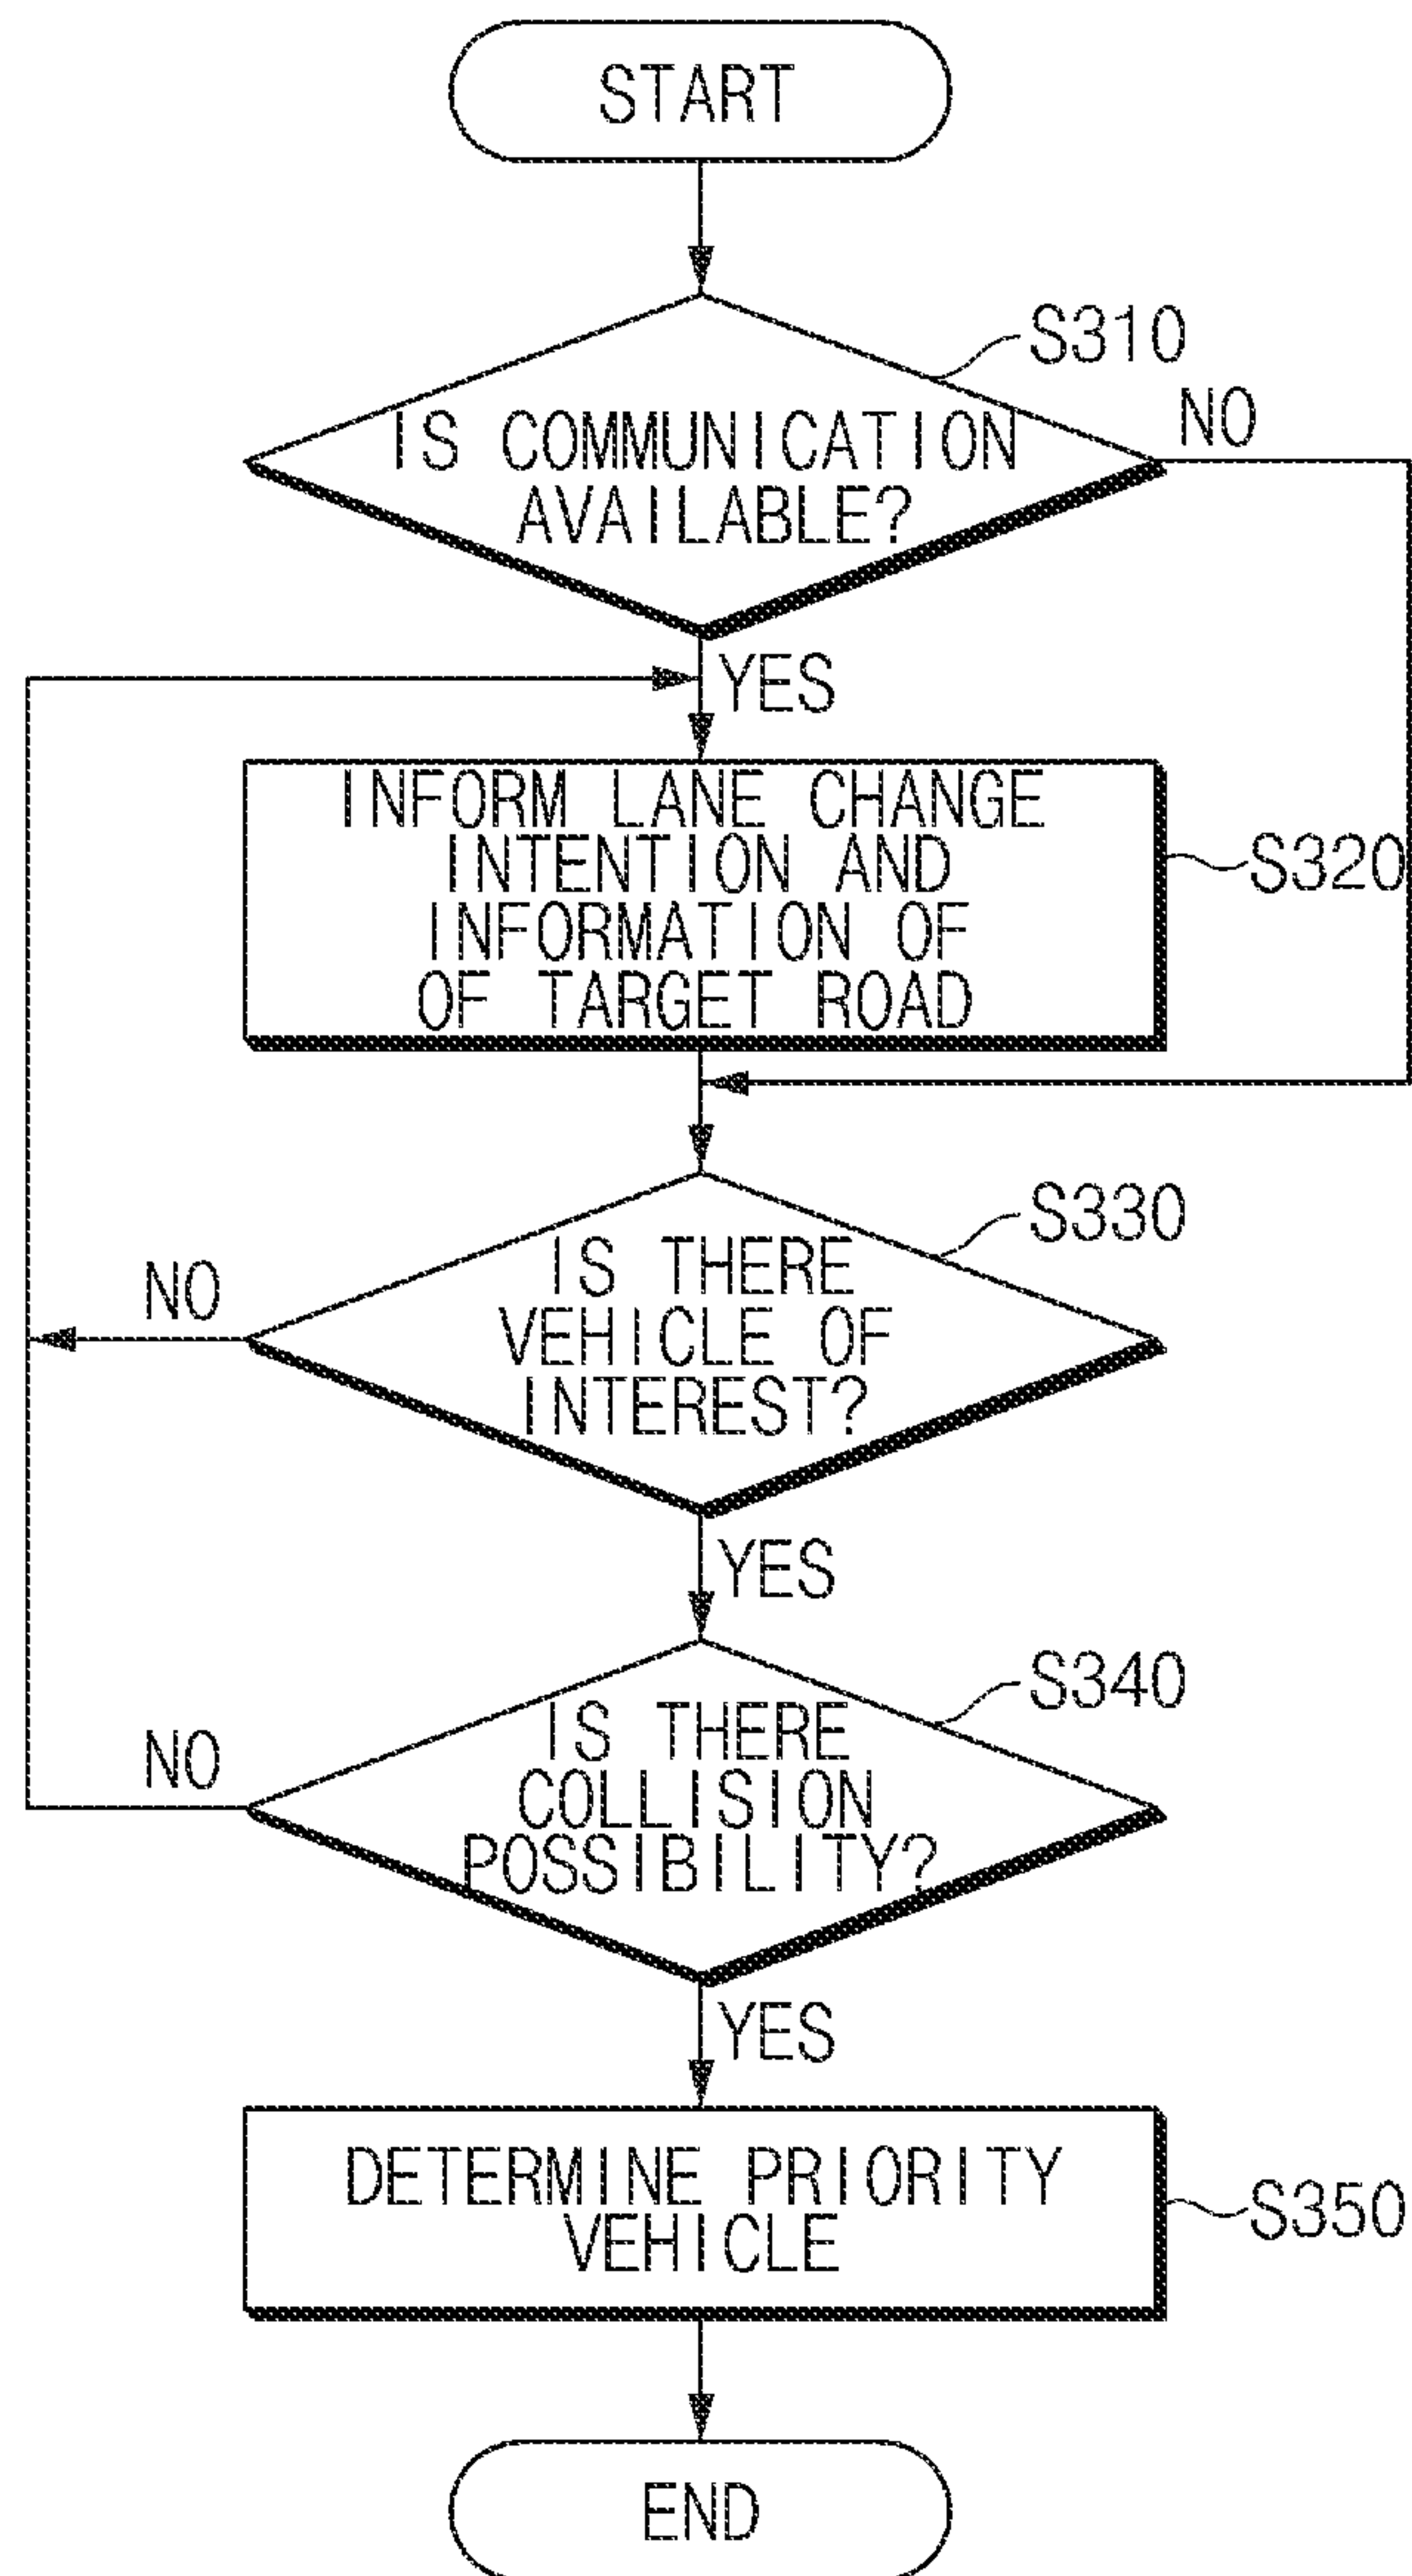 START
S310
IS COMMUNICATION
AVAILABLE?
NO
YES
INFORM LANE CHANGE
INTENTION AND
INFORMATION OF
OF TARGET ROAD
S320
S330
IS THERE
VEHICLE OF
INTEREST?
NO
YES
S340
IS THERE
COLLISION
POSSIBILITY?
NO
YES
DETERMINE PRIORITY
VEHICLE
S350
END